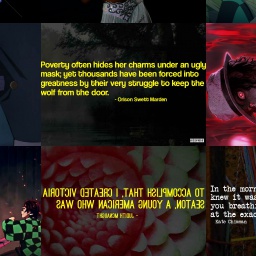 Poverty often hides her charms under an ugly
mask; yet thousands have been forced into
greatness by their very struggle to keep the
wolf from the door.
- Orison Swett Marden
TO ACCOMPLISH THAT, I CREATED VICTORIA
SEATON, A YOUNG AMERICAN WHO WAS
- JUDITH MCNAUGHT
In the morn
knew it was
you breathi
at the exac
Kate Chisman